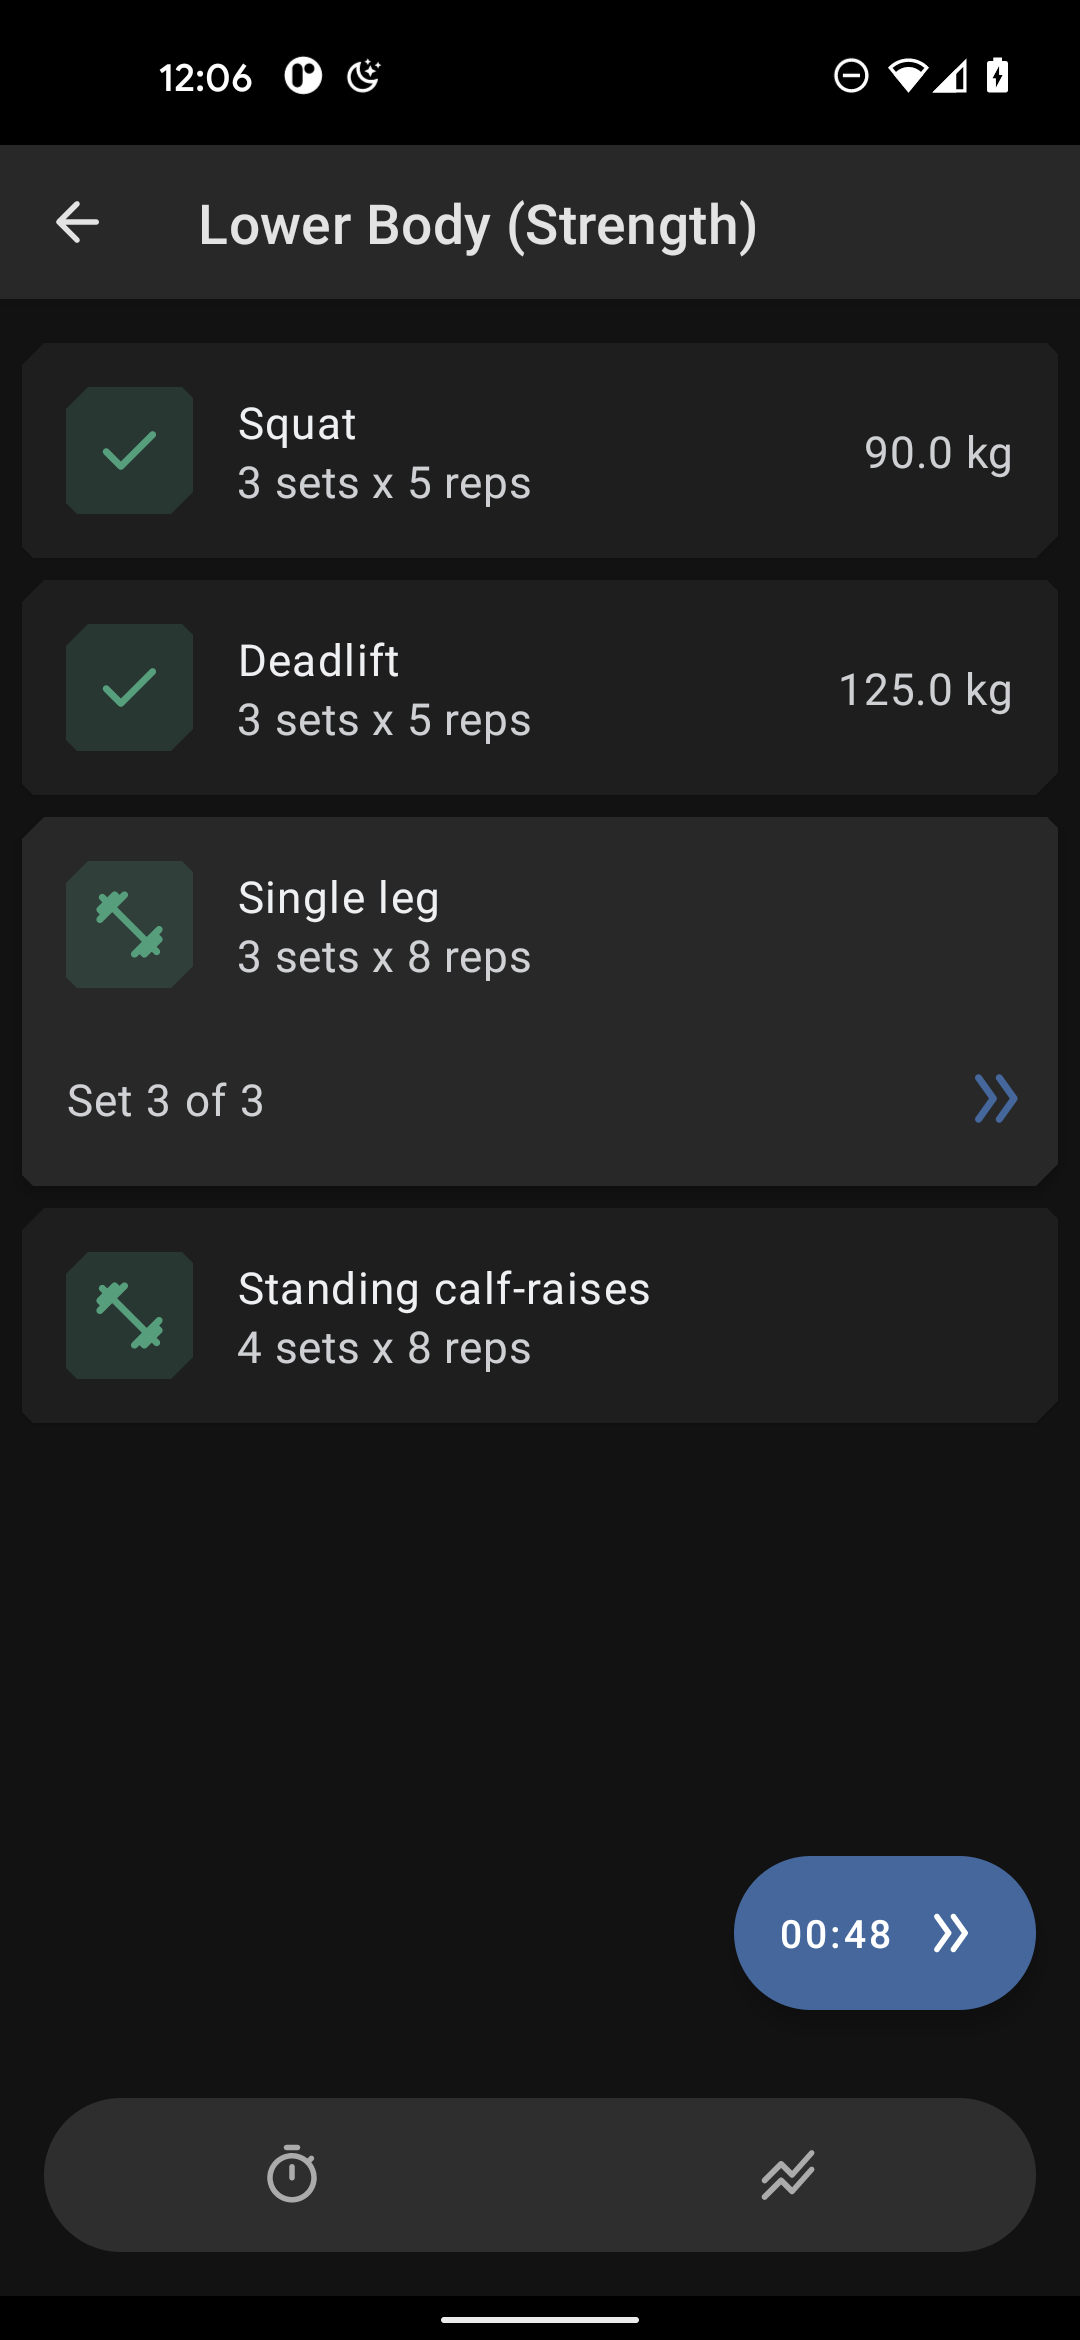 12:06
Lower Body (Strength)
Squat
3 sets x 5 reps
90.0 kg
Deadlift
3 sets x 5 reps
125.0 kg
Single leg
3 sets x 8 reps
Set 3 of 3
Standing calf-raises
4 sets x 8 reps
00:48